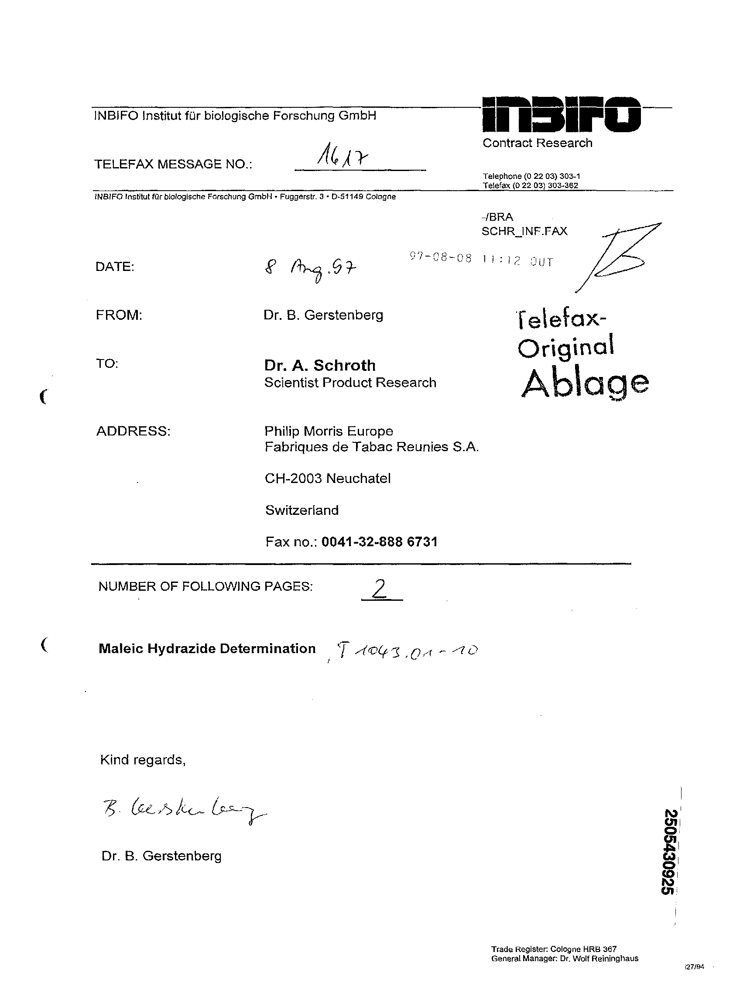 INBIFO Institut für biologische Forschung GmbH
INBIFO
Contract Research
TELEFAX MESSAGE NO.: 1617
Telephone (0 22 03) 303-1
Telefax (0 22 03) 303-362
INBIFO Institut für biologische Forschung GmbH • Fuggerstr. 3 • D-51149 Cologne
-/BRA
SCHR_INF.FAX
97-08-08 11:12 OUT
DATE: 8 Aug. 97
FROM: Dr. B. Gerstenberg
Telefax-
Original
Ablage
TO: Dr. A. Schroth
Scientist Product Research
ADDRESS: Philip Morris Europe
Fabriques de Tabac Reunies S.A.
CH-2003 Neuchatel
Switzerland
Fax no.: 0041-32-888 6731
NUMBER OF FOLLOWING PAGES: 2
Maleic Hydrazide Determination , T 1043.01-10
Kind regards,
B. Gerstenberg
Dr. B. Gerstenberg
2505430925
Trade Register: Cologne HRB 367
General Manager: Dr. Wolf Reininghaus
/27/94